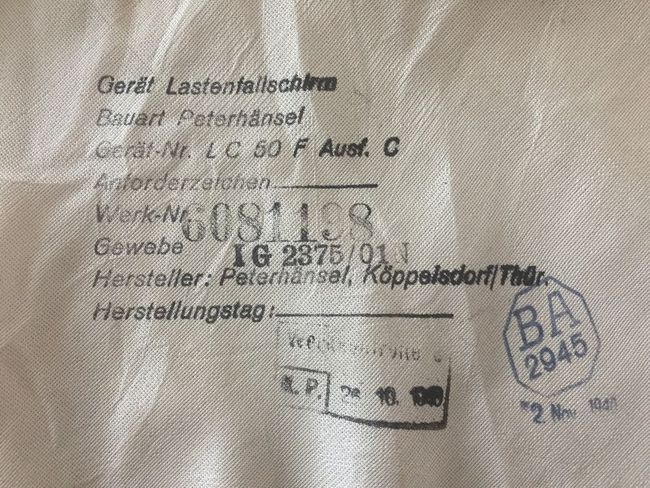 Gerät Lastenfallschirm
Bauart Peterhänsel
Gerät-Nr. L C 50 F Ausf. C
Anforderzeichen
Werk-Nr. 6081198
Gewebe IG 2375/01 N
Hersteller: Peterhänsel, Köppelsdorf/Thür.
Herstellungstag:
P. 10.
BA
2945
2 Nov 1940